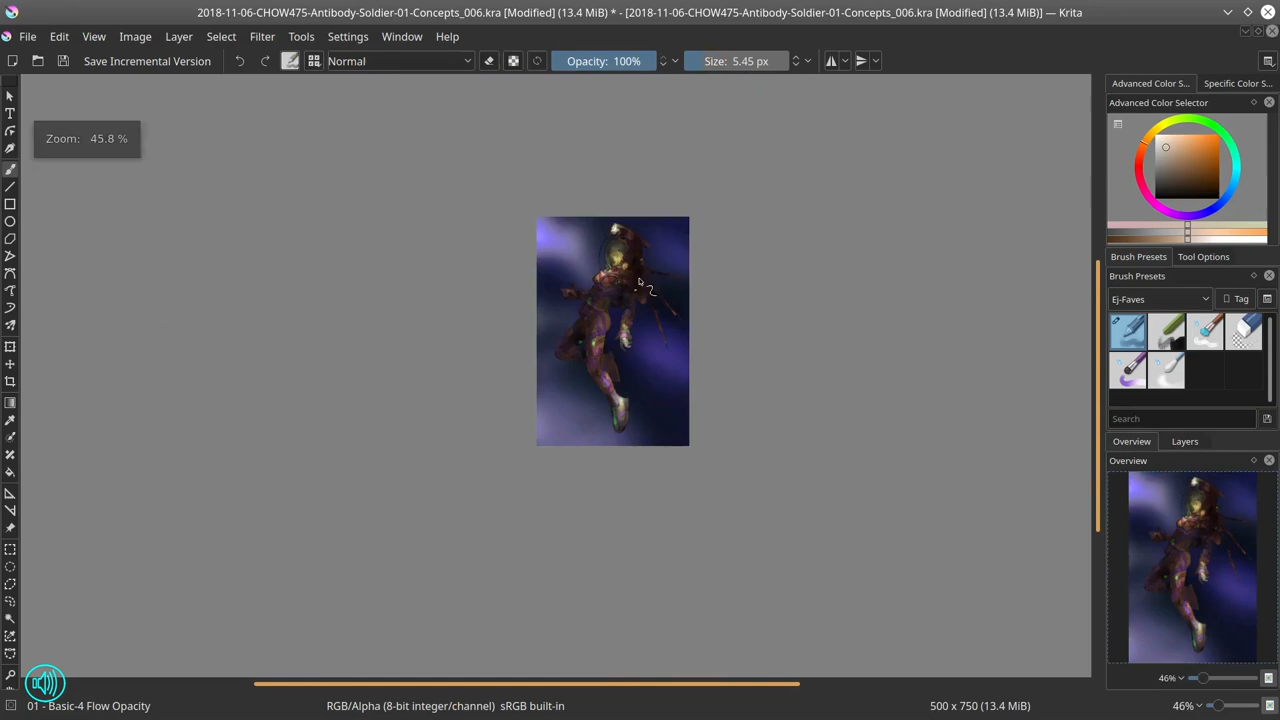 2018-11-06-CHOW475-Antibody-Soldier-01-Concepts_006.kra [Modified] (13.4 MiB) * - [2018-11-06-CHOW475-Antibody-Soldier-01-Concepts_006.kra [Modified] (13.4 MiB)] — Krita
File Edit View Image Layer Select Filter Tools Settings Window Help
Save Incremental Version Normal Opacity: 100% Size: 5.45 px
Advanced Color S... Specific Color S...
Advanced Color Selector
Zoom: 45.8 %
Brush Presets Tool Options
Brush Presets
Ej-Faves Tag
Search
Overview Layers
Overview
46%
01 - Basic-4 Flow Opacity RGB/Alpha (8-bit integer/channel) sRGB built-in 500 x 750 (13.4 MiB) 46%